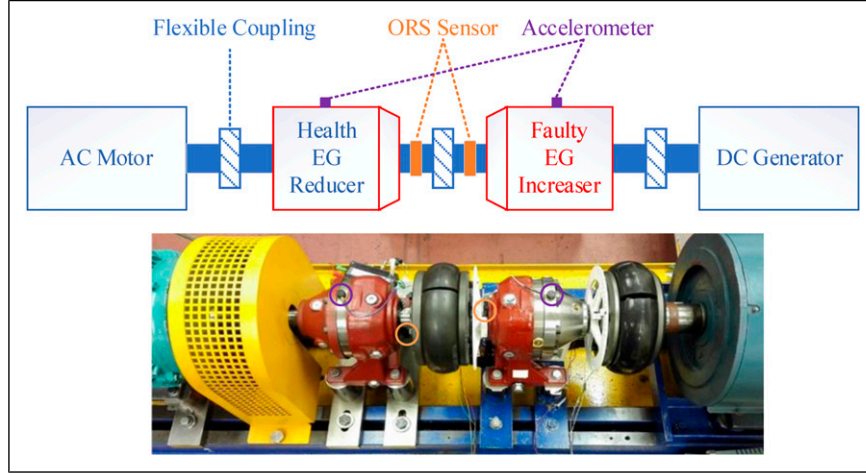 Flexible Coupling
ORS Sensor
Accelerometer
AC Motor
Health
EG
Reducer
Faulty
EG
Increaser
DC Generator